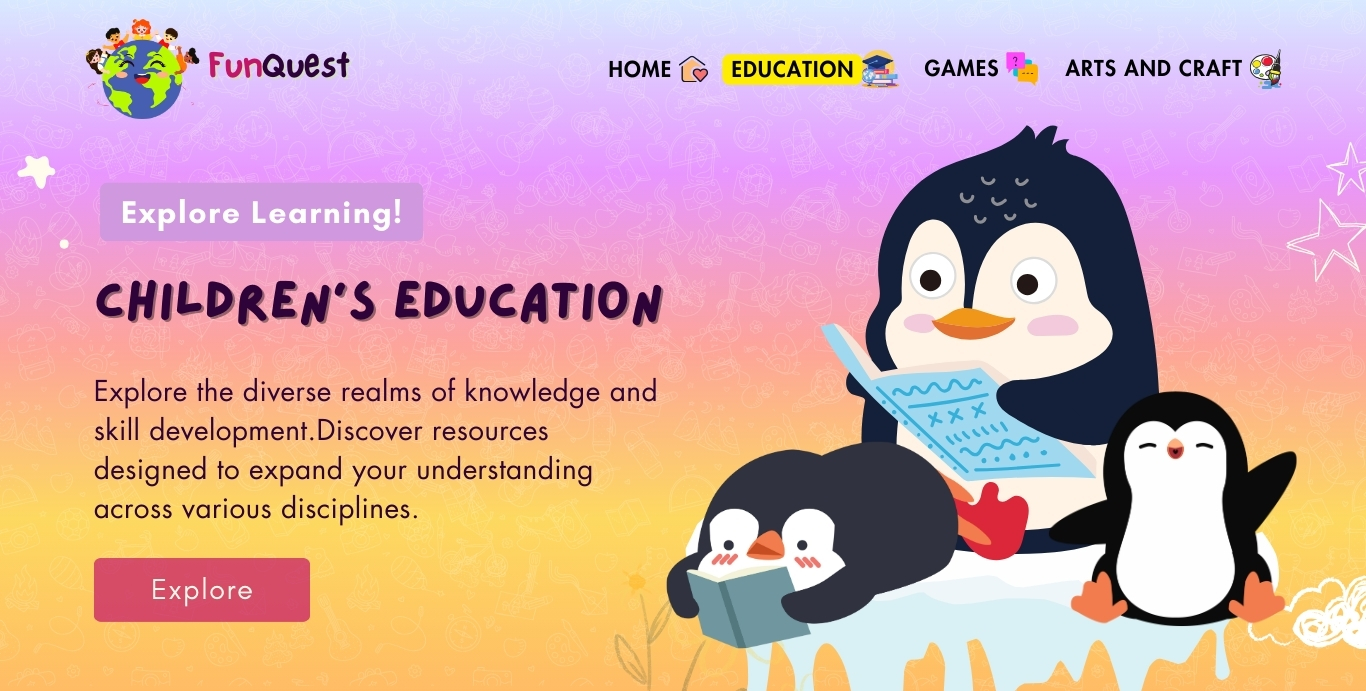 FunQuest
HOME
EDUCATION
GAMES
ARTS AND CRAFT
Explore Learning!
CHILDREN'S EDUCATION
Explore the diverse realms of knowledge and
skill development.Discover resources
designed to expand your understanding
across various disciplines.
Explore